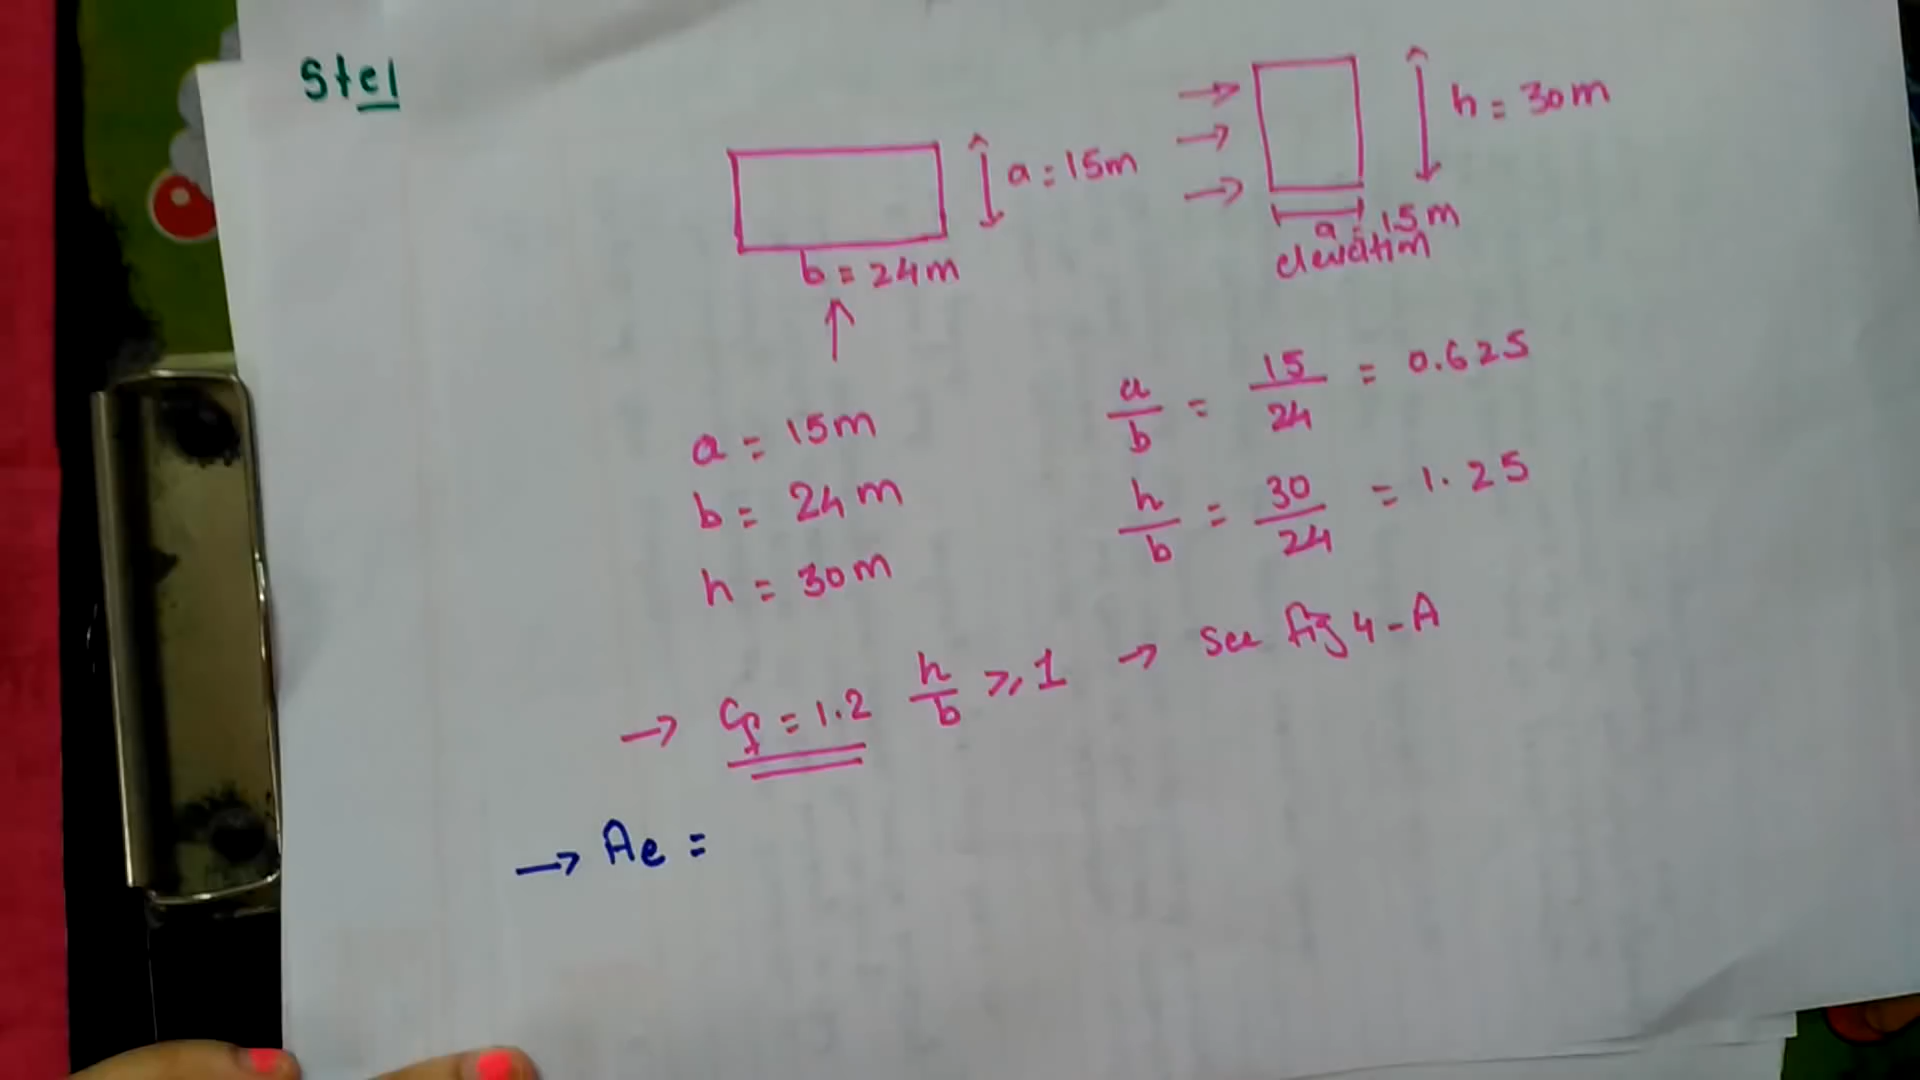 Ste1
h = 30m
a = 15m
a = 15m
elevation
b = 24m
a = 15m
a/b = 15/24 = 0.625
b = 24m
h/b = 30/24 = 1.25
h = 30m
→ Cf = 1.2 h/b ≥ 1 → See fig 4-A
→ Ae =